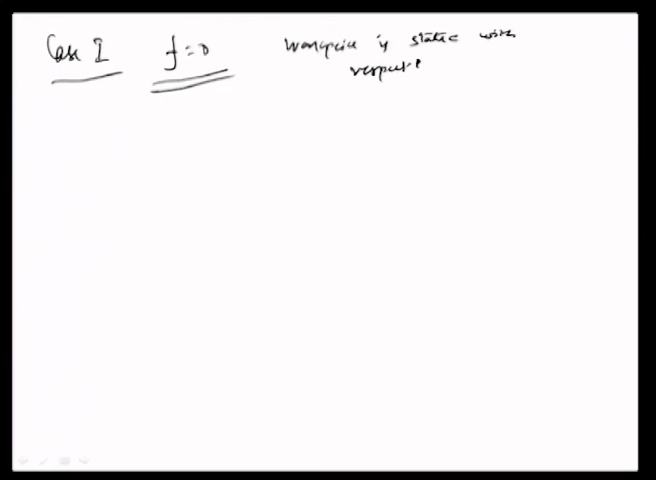 Case I f = 0 workpiece is static with
respect